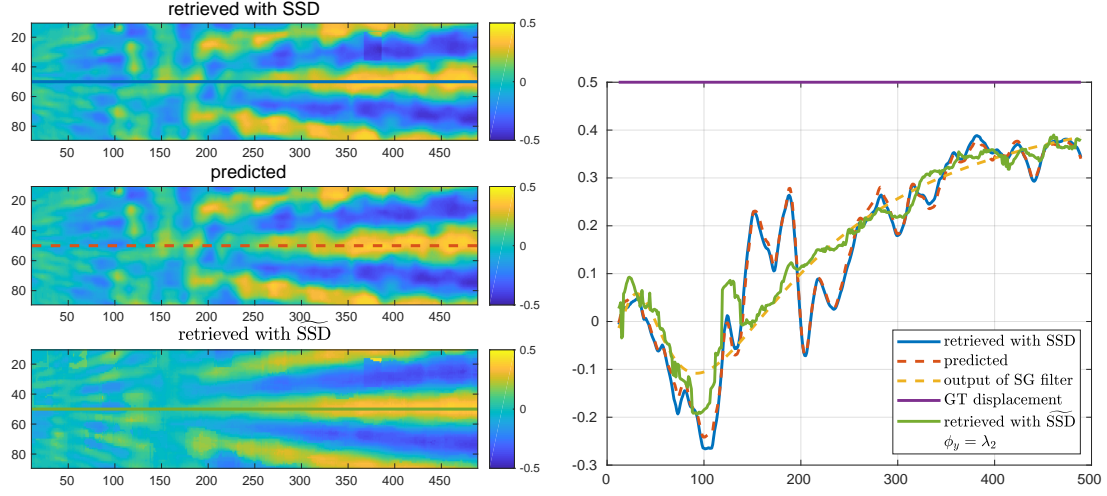 retrieved with SSD
20
40
60
80
50 100 150 200 250 300 350 400 450
0.5
0
-0.5
predicted
20
40
60
80
50 100 150 200 250 300 350 400 450
0.5
0
-0.5
retrieved with S͠S͠D
20
40
60
80
50 100 150 200 250 300 350 400 450
0.5
0
-0.5
0.5
0.4
0.3
0.2
0.1
0
-0.1
-0.2
-0.3
0 100 200 300 400 500
retrieved with SSD
predicted
output of SG filter
GT displacement
retrieved with S͠S͠D
ϕ_y = λ_2